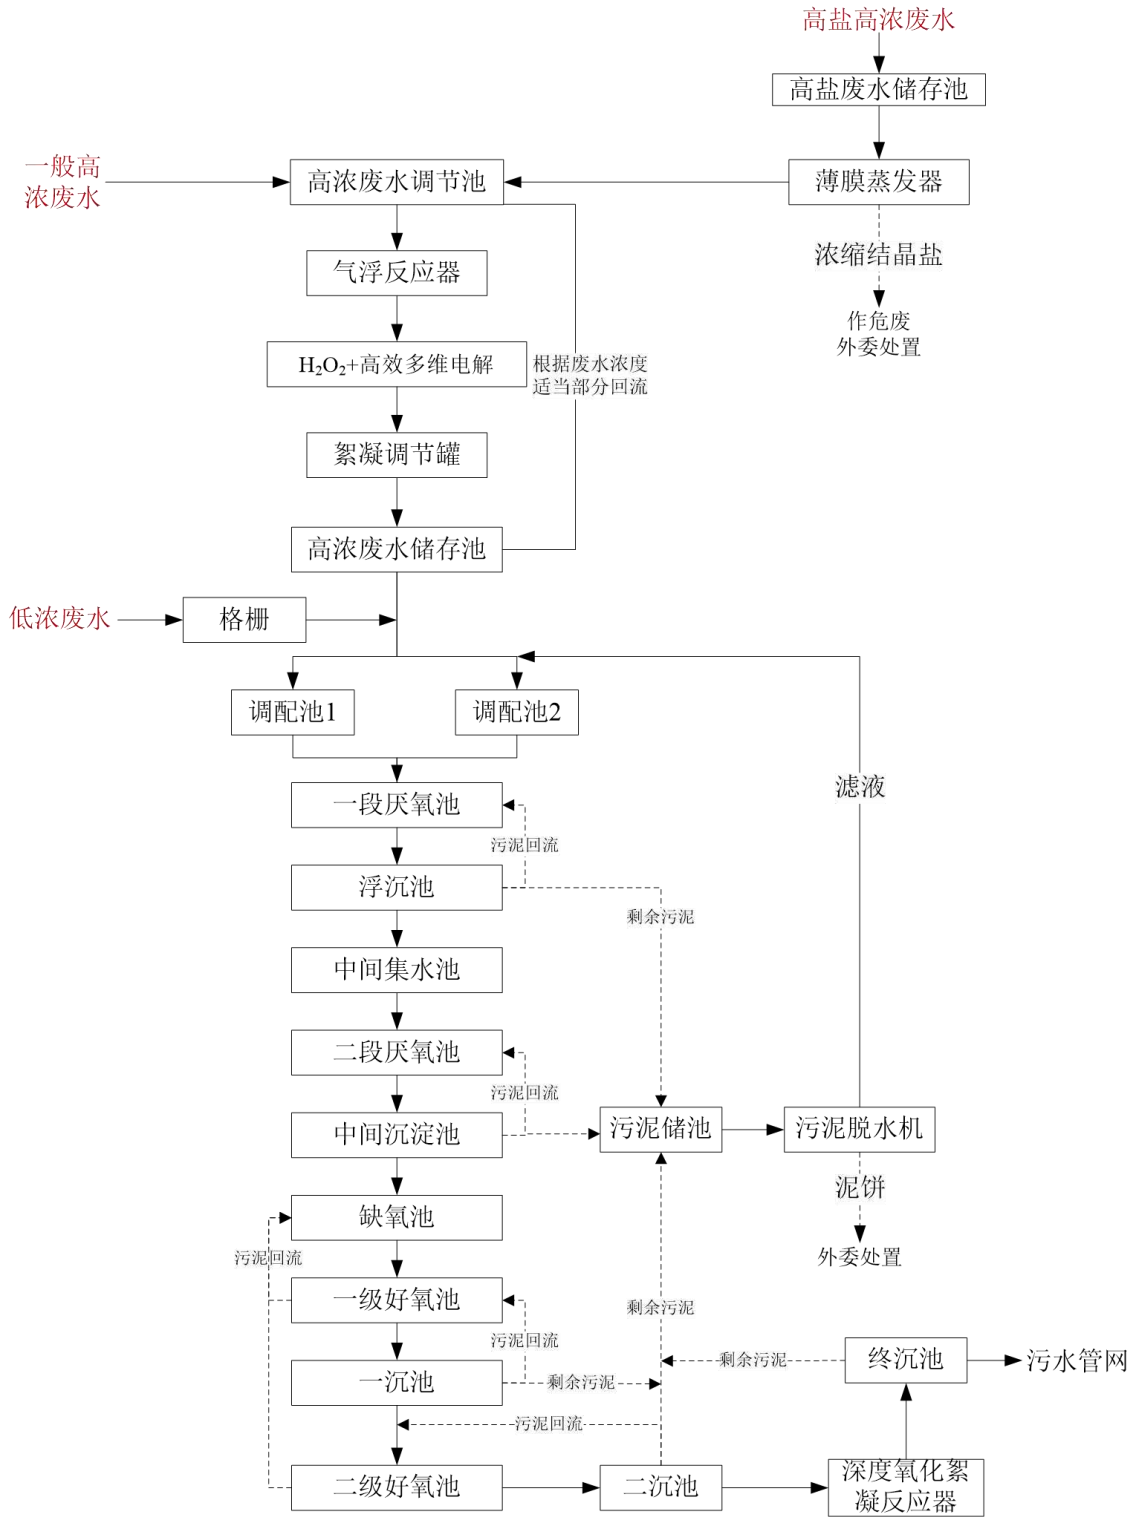 高盐高浓废水
高盐废水储存池
一般高
浓废水
高浓废水调节池
薄膜蒸发器
浓缩结晶盐
气浮反应器
作危废
外委处置
H₂O₂+高效多维电解
根据废水浓度
适当部分回流
絮凝调节罐
高浓废水储存池
低浓废水
格栅
调配池1
调配池2
滤液
一段厌氧池
污泥回流
浮沉池
剩余污泥
中间集水池
二段厌氧池
污泥回流
中间沉淀池
污泥储池
污泥脱水机
泥饼
缺氧池
污泥回流
外委处置
一级好氧池
剩余污泥
污泥回流
剩余污泥
终沉池
污水管网
一沉池
剩余污泥
污泥回流
二级好氧池
二沉池
深度氧化絮
凝反应器